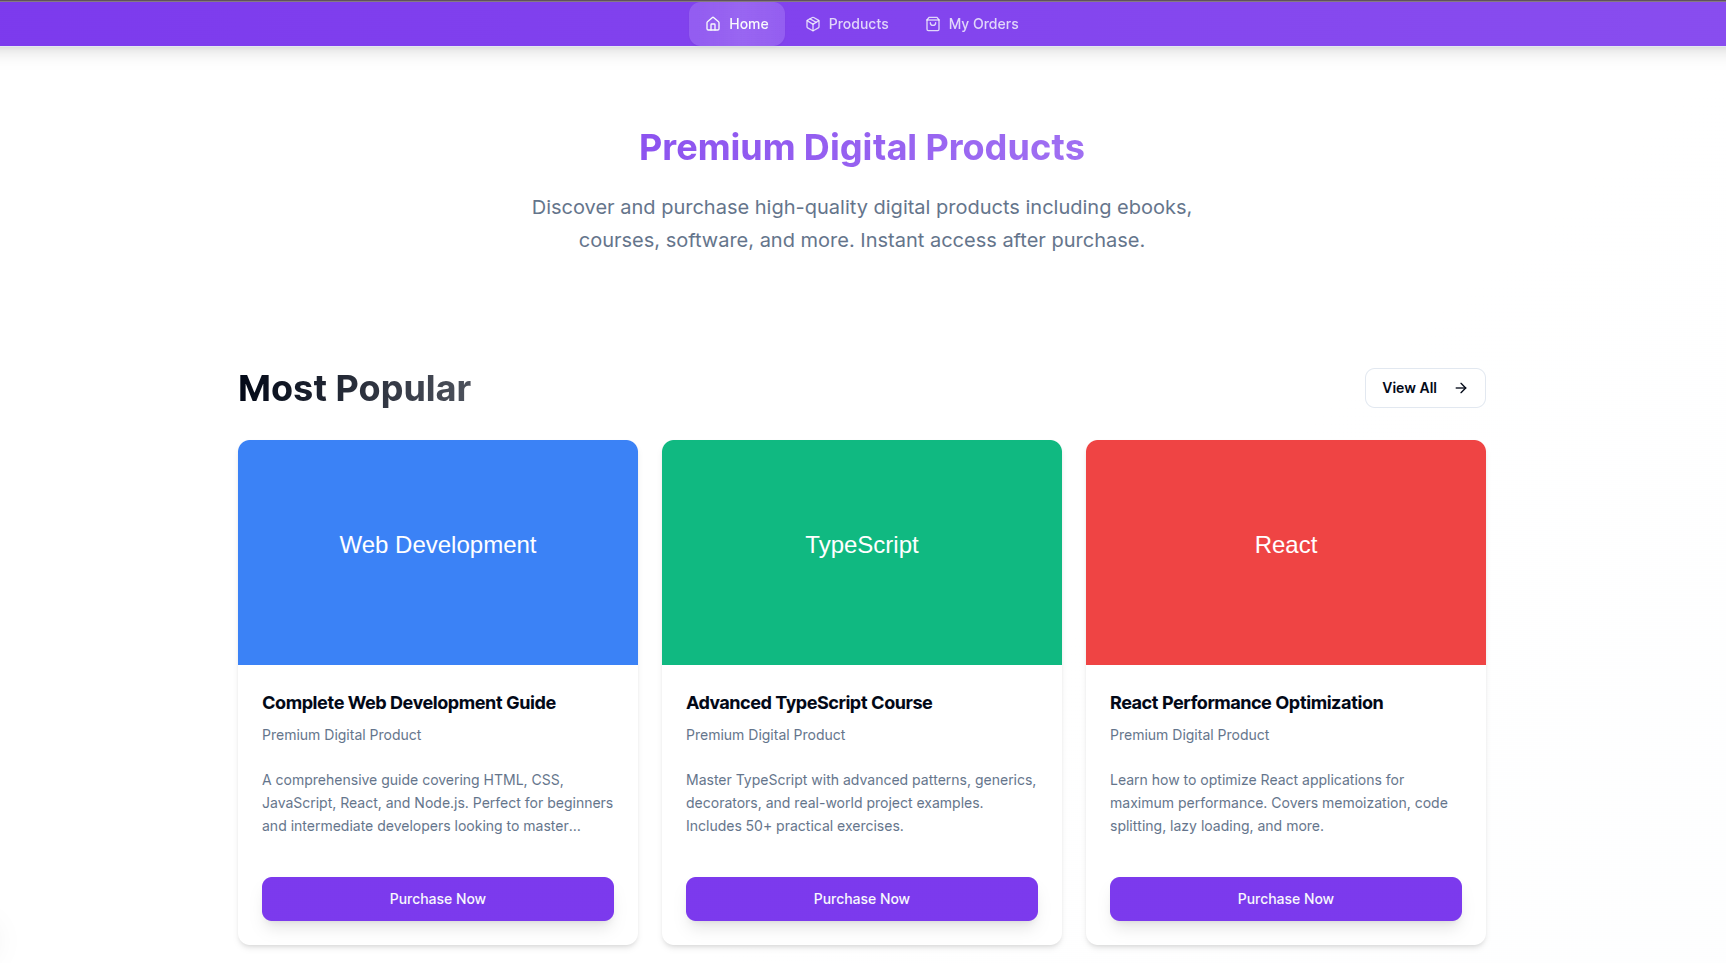 Home
Products
My Orders
Premium Digital Products
Discover and purchase high-quality digital products including ebooks,
courses, software, and more. Instant access after purchase.
Most Popular
View All
Web Development
Complete Web Development Guide
Premium Digital Product
A comprehensive guide covering HTML, CSS,
JavaScript, React, and Node.js. Perfect for beginners
and intermediate developers looking to master...
Purchase Now
TypeScript
Advanced TypeScript Course
Premium Digital Product
Master TypeScript with advanced patterns, generics,
decorators, and real-world project examples.
Includes 50+ practical exercises.
Purchase Now
React
React Performance Optimization
Premium Digital Product
Learn how to optimize React applications for
maximum performance. Covers memoization, code
splitting, lazy loading, and more.
Purchase Now